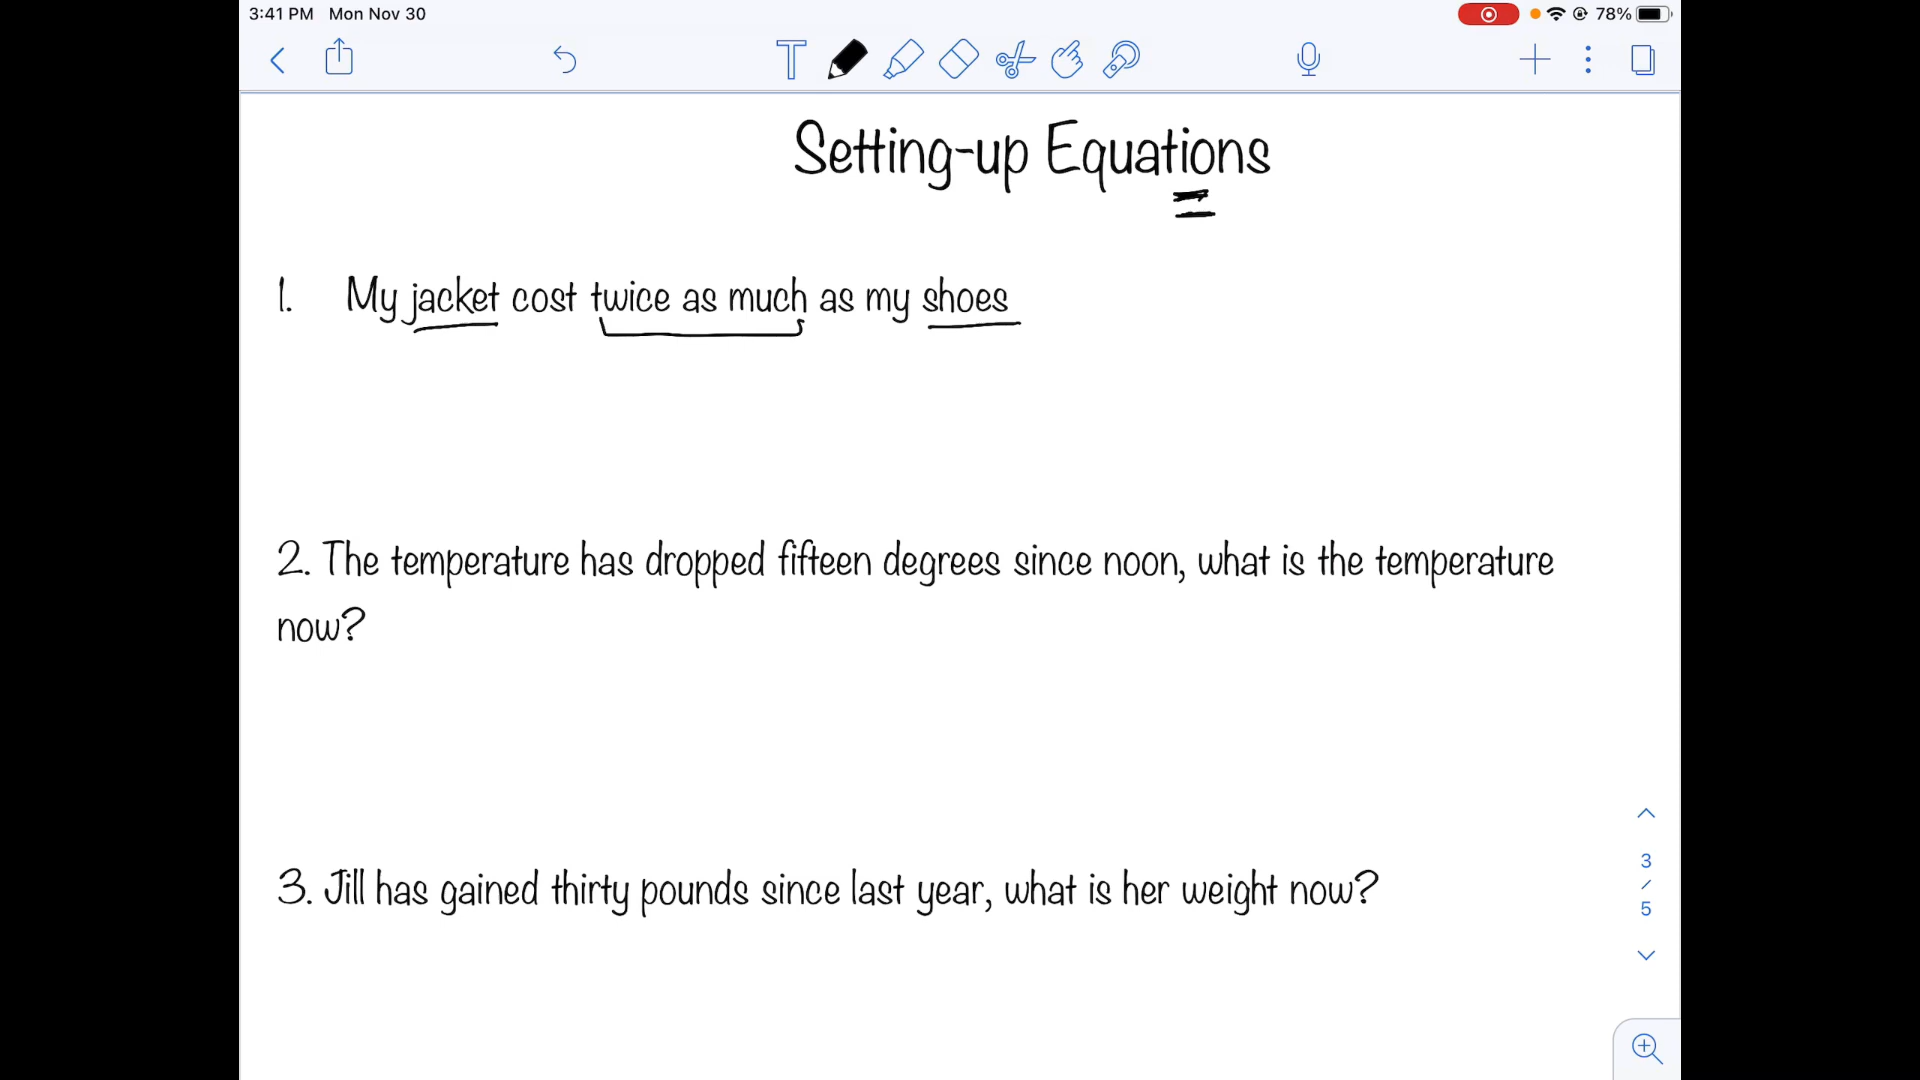 3:41 PM Mon Nov 30 78%
Setting-up Equations
=
1. My jacket cost twice as much as my shoes
2. The temperature has dropped fifteen degrees since noon, what is the temperature
now?
3. Jill has gained thirty pounds since last year, what is her weight now?
3
/
5